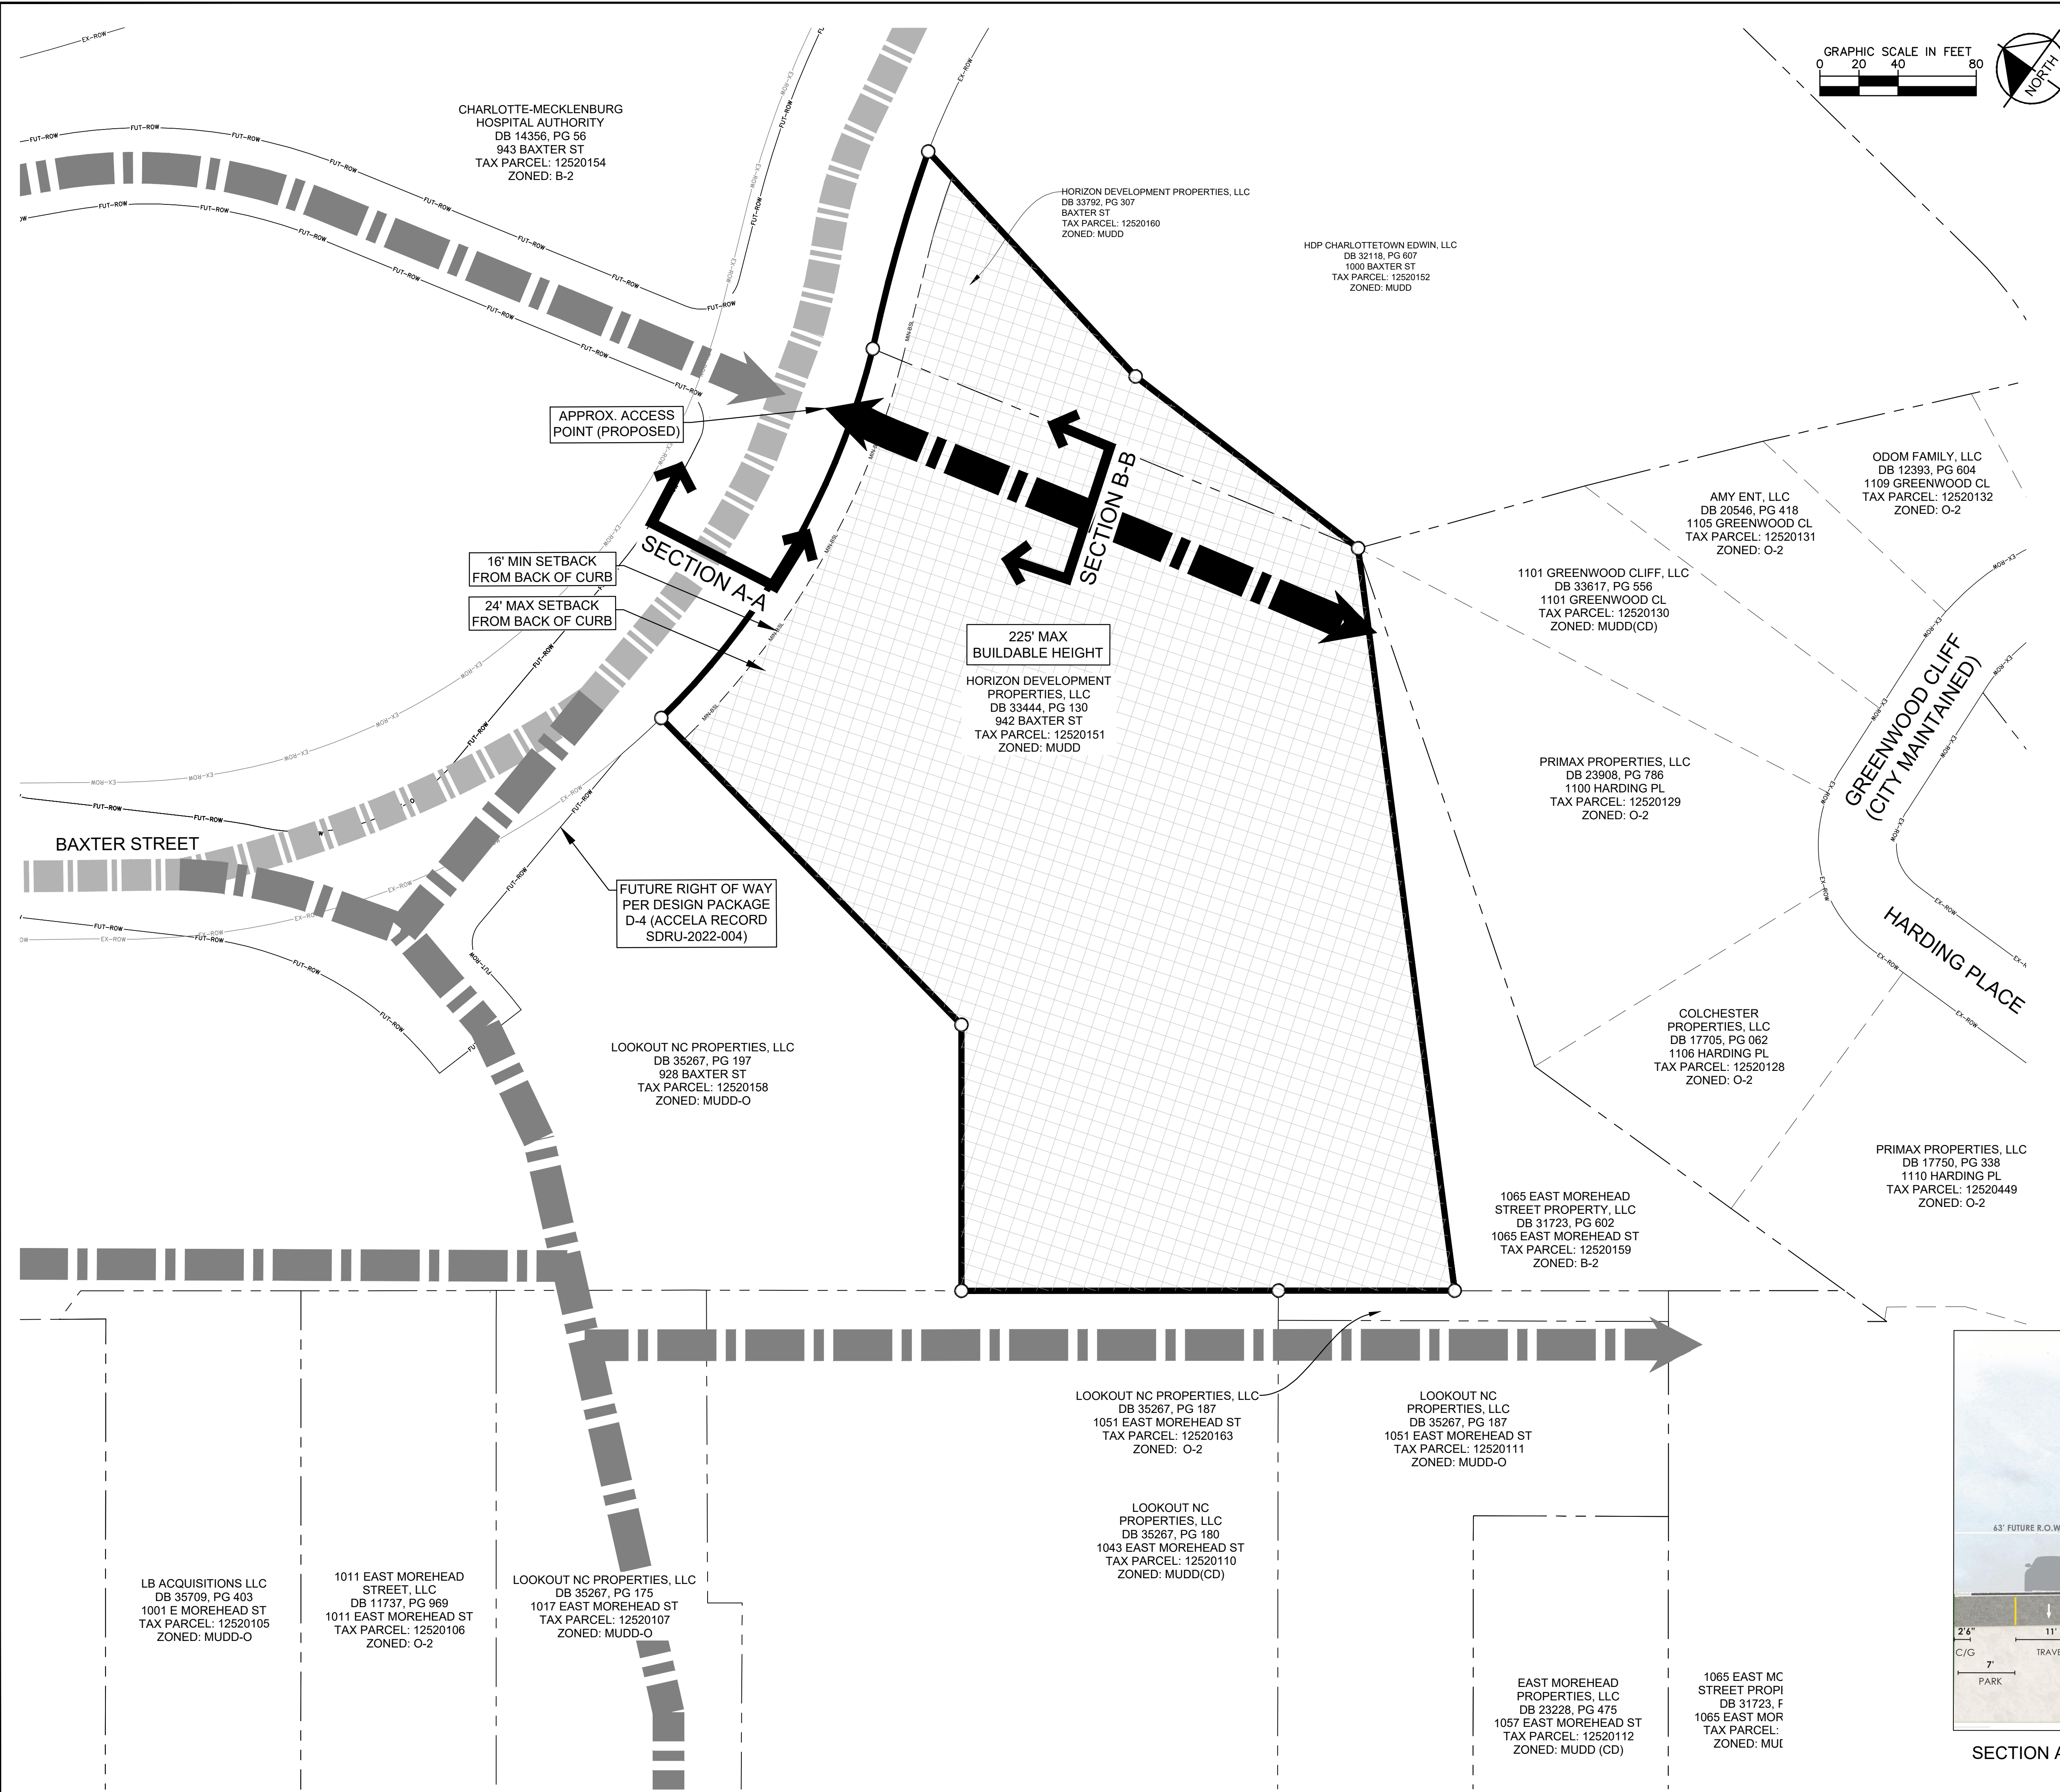 GRAPHIC SCALE IN FEET
0 20 40 80
NORTH
CHARLOTTE-MECKLENBURG
HOSPITAL AUTHORITY
DB 14356, PG 56
943 BAXTER ST
TAX PARCEL: 12520154
ZONED: B-2
HORIZON DEVELOPMENT PROPERTIES, LLC
DB 33792, PG 307
BAXTER ST
TAX PARCEL: 12520160
ZONED: MUDD
HDP CHARLOTTETOWN EDWIN, LLC
DB 32118, PG 607
1000 BAXTER ST
TAX PARCEL: 12520152
ZONED: MUDD
APPROX. ACCESS
POINT (PROPOSED)
SECTION A-A
SECTION B-B
16' MIN SETBACK
FROM BACK OF CURB
24' MAX SETBACK
FROM BACK OF CURB
225' MAX
BUILDABLE HEIGHT
HORIZON DEVELOPMENT
PROPERTIES, LLC
DB 33444, PG 130
942 BAXTER ST
TAX PARCEL: 12520151
ZONED: MUDD
ODOM FAMILY, LLC
DB 12393, PG 604
1109 GREENWOOD CL
TAX PARCEL: 12520132
ZONED: O-2
AMY ENT, LLC
DB 20546, PG 418
1105 GREENWOOD CL
TAX PARCEL: 12520131
ZONED: O-2
1101 GREENWOOD CLIFF, LLC
DB 33617, PG 556
1101 GREENWOOD CL
TAX PARCEL: 12520130
ZONED: MUDD(CD)
PRIMAX PROPERTIES, LLC
DB 23908, PG 786
1100 HARDING PL
TAX PARCEL: 12520129
ZONED: O-2
GREENWOOD CLIFF
(CITY MAINTAINED)
HARDING PLACE
BAXTER STREET
FUTURE RIGHT OF WAY
PER DESIGN PACKAGE
D-4 (ACCELA RECORD
SDRU-2022-004)
LOOKOUT NC PROPERTIES, LLC
DB 35267, PG 197
928 BAXTER ST
TAX PARCEL: 12520158
ZONED: MUDD-O
COLCHESTER
PROPERTIES, LLC
DB 17705, PG 062
1106 HARDING PL
TAX PARCEL: 12520128
ZONED: O-2
PRIMAX PROPERTIES, LLC
DB 17750, PG 338
1110 HARDING PL
TAX PARCEL: 12520449
ZONED: O-2
1065 EAST MOREHEAD
STREET PROPERTY, LLC
DB 31723, PG 602
1065 EAST MOREHEAD ST
TAX PARCEL: 12520159
ZONED: B-2
LOOKOUT NC PROPERTIES, LLC
DB 35267, PG 187
1051 EAST MOREHEAD ST
TAX PARCEL: 12520163
ZONED: O-2
LOOKOUT NC
PROPERTIES, LLC
DB 35267, PG 187
1051 EAST MOREHEAD ST
TAX PARCEL: 12520111
ZONED: MUDD-O
LOOKOUT NC
PROPERTIES, LLC
DB 35267, PG 180
1043 EAST MOREHEAD ST
TAX PARCEL: 12520110
ZONED: MUDD(CD)
LB ACQUISITIONS LLC
DB 35709, PG 403
1001 E MOREHEAD ST
TAX PARCEL: 12520105
ZONED: MUDD-O
1011 EAST MOREHEAD
STREET, LLC
DB 11737, PG 969
1011 EAST MOREHEAD ST
TAX PARCEL: 12520106
ZONED: O-2
LOOKOUT NC PROPERTIES, LLC
DB 35267, PG 175
1017 EAST MOREHEAD ST
TAX PARCEL: 12520107
ZONED: MUDD-O
EAST MOREHEAD
PROPERTIES, LLC
DB 23228, PG 475
1057 EAST MOREHEAD ST
TAX PARCEL: 12520112
ZONED: MUDD (CD)
1065 EAST
STREET
DB 31723,
1065 EAST
TAX PARCEL:
ZONED:
63' FUTURE R.O.W
2'6" 11'
C/G
7'
PARK
SECTION A
EX-ROW
FUT-ROW
MIN-BSL